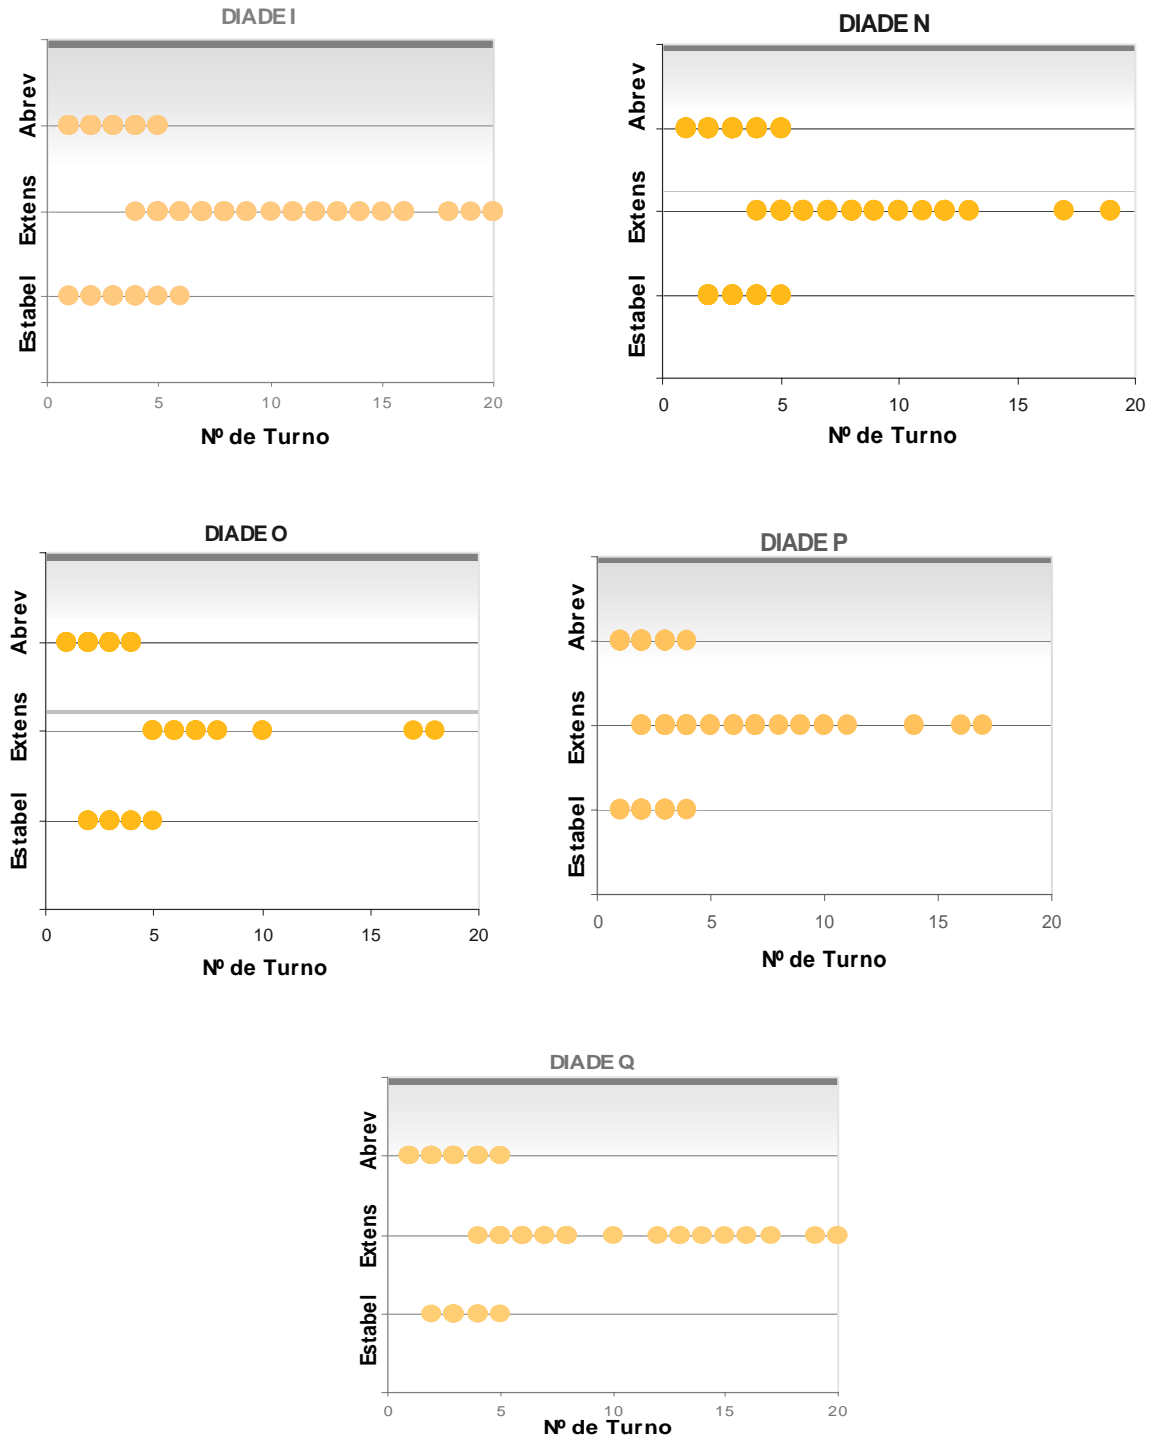 DIADE I
Abrev
Extens
Estabel
0 5 10 15 20
Nº de Turno
DIADE N
Abrev
Extens
Estabel
0 5 10 15 20
Nº de Turno
DIADE O
Abrev
Extens
Estabel
0 5 10 15 20
Nº de Turno
DIADE P
Abrev
Extens
Estabel
0 5 10 15 20
Nº de Turno
DIADE Q
Abrev
Extens
Estabel
0 5 10 15 20
Nº de Turno